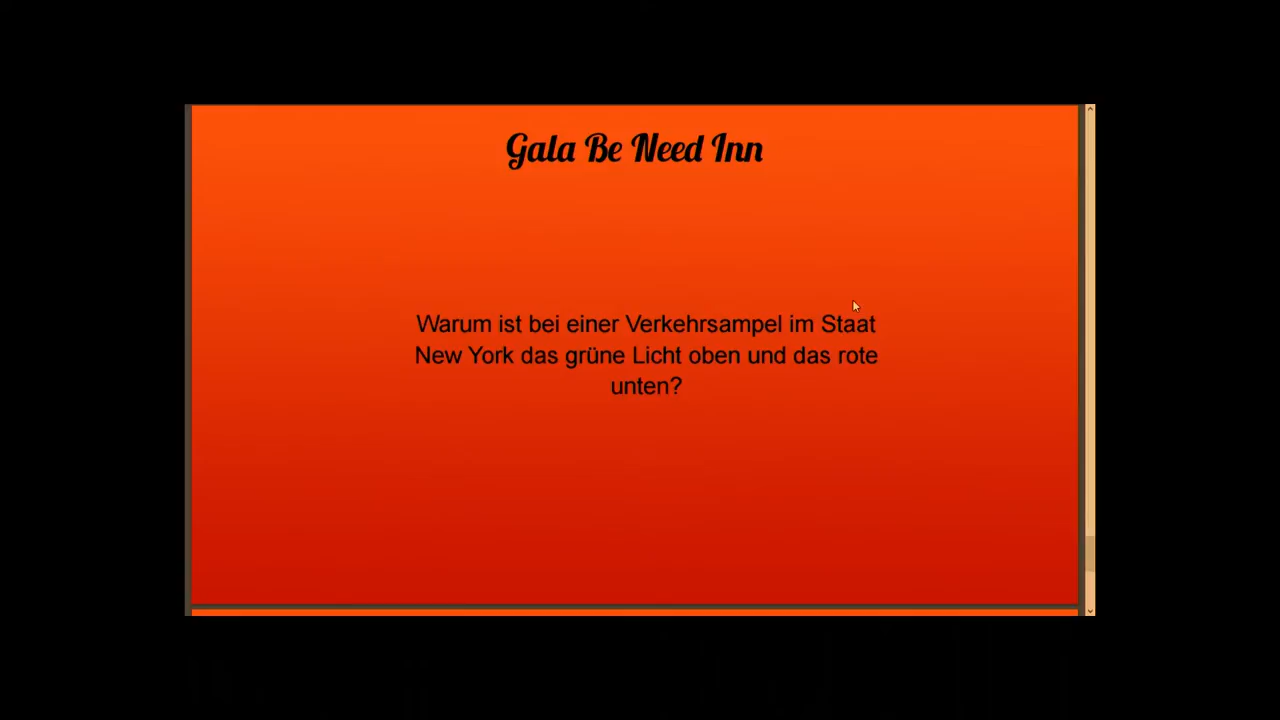 Gala Be Need Inn
Warum ist bei einer Verkehrsampel im Staat
New York das grüne Licht oben und das rote
unten?